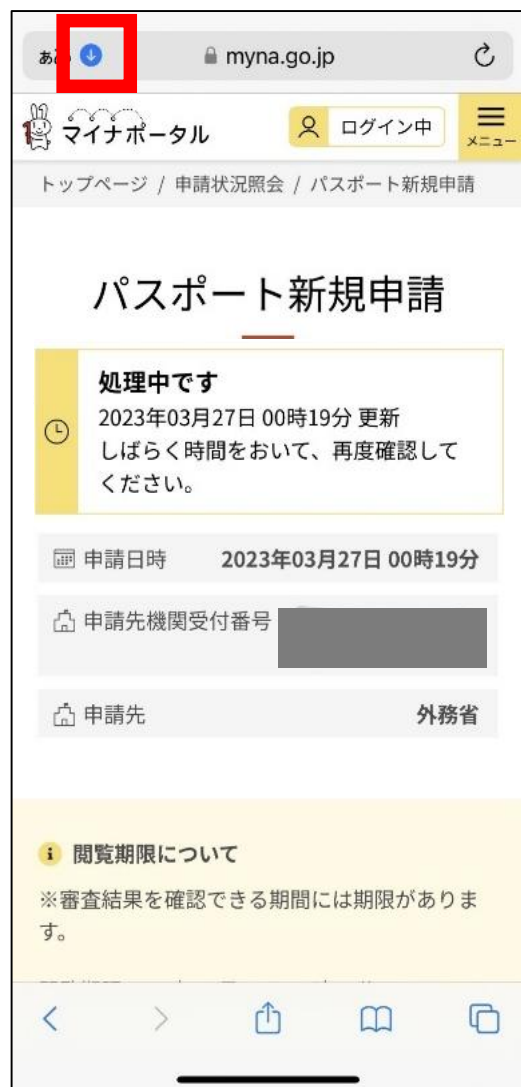 myna.go.jp
マイナポータル
ログイン中
メニュー
トップページ / 申請状況照会 / パスポート新規申請
パスポート新規申請
処理中です
2023年03月27日 00時19分 更新
しばらく時間をおいて、再度確認して
ください。
申請日時 2023年03月27日 00時19分
申請先機関受付番号
申請先 外務省
閲覧期限について
※審査結果を確認できる期間には期限がありま
す。